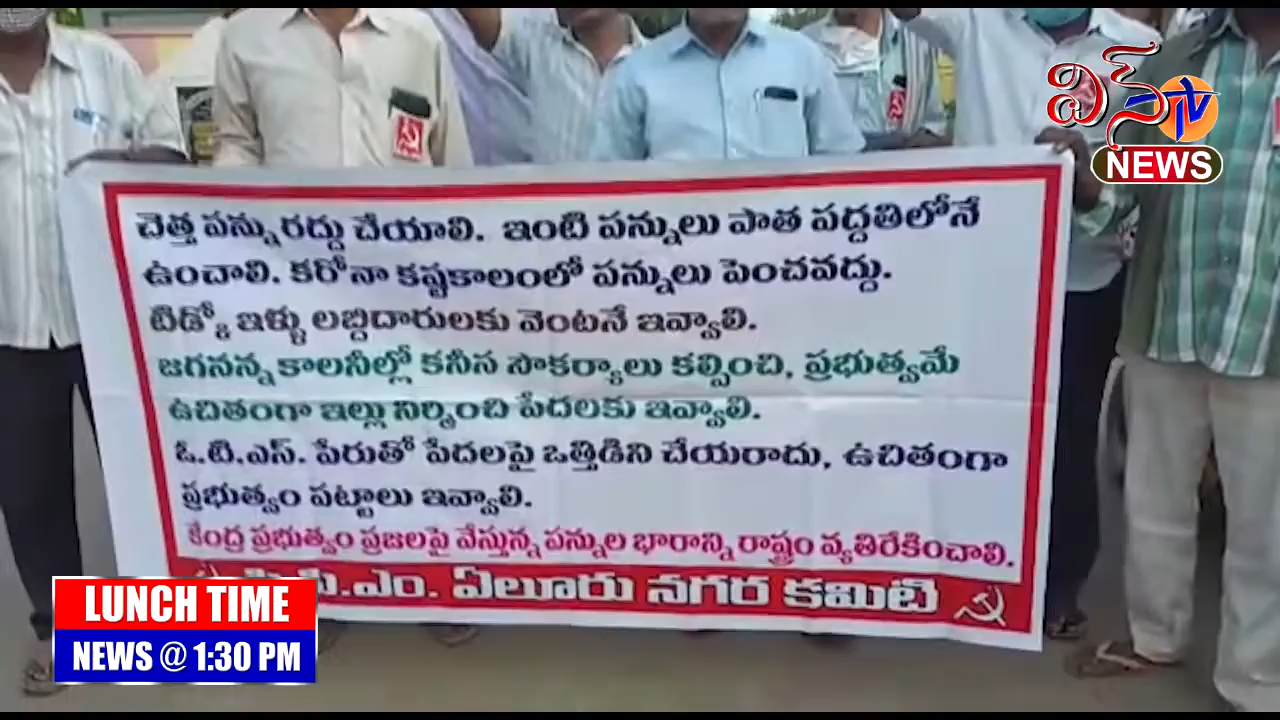 విన్
TV
NEWS
చెత్త పన్ను రద్దు చేయాలి. ఇంటి పన్నులు పాత పద్దతిలోనే
ఉంచాలి. కరోనా కష్టకాలంలో పన్నులు పెంచవద్దు.
టిడ్కో ఇళ్ళు లబ్దిదారులకు వెంటనే ఇవ్వాలి.
జగనన్న కాలనీల్లో కనీస సౌకర్యాలు కల్పించి, ప్రభుత్వమే
ఉచితంగా ఇల్లు నిర్మించి పేదలకు ఇవ్వాలి.
ఓ.టి.ఎస్. పేరుతో పేదలపై ఒత్తిడిని చేయరాదు, ఉచితంగా
ప్రభుత్వం పట్టాలు ఇవ్వాలి.
కేంద్ర ప్రభుత్వం ప్రజలపై వేస్తున్న పన్నుల భారాన్ని రాష్ట్రం వ్యతిరేకించాలి.
ఎం. ఏలూరు నగర కమిటి
LUNCH TIME
NEWS @ 1:30 PM